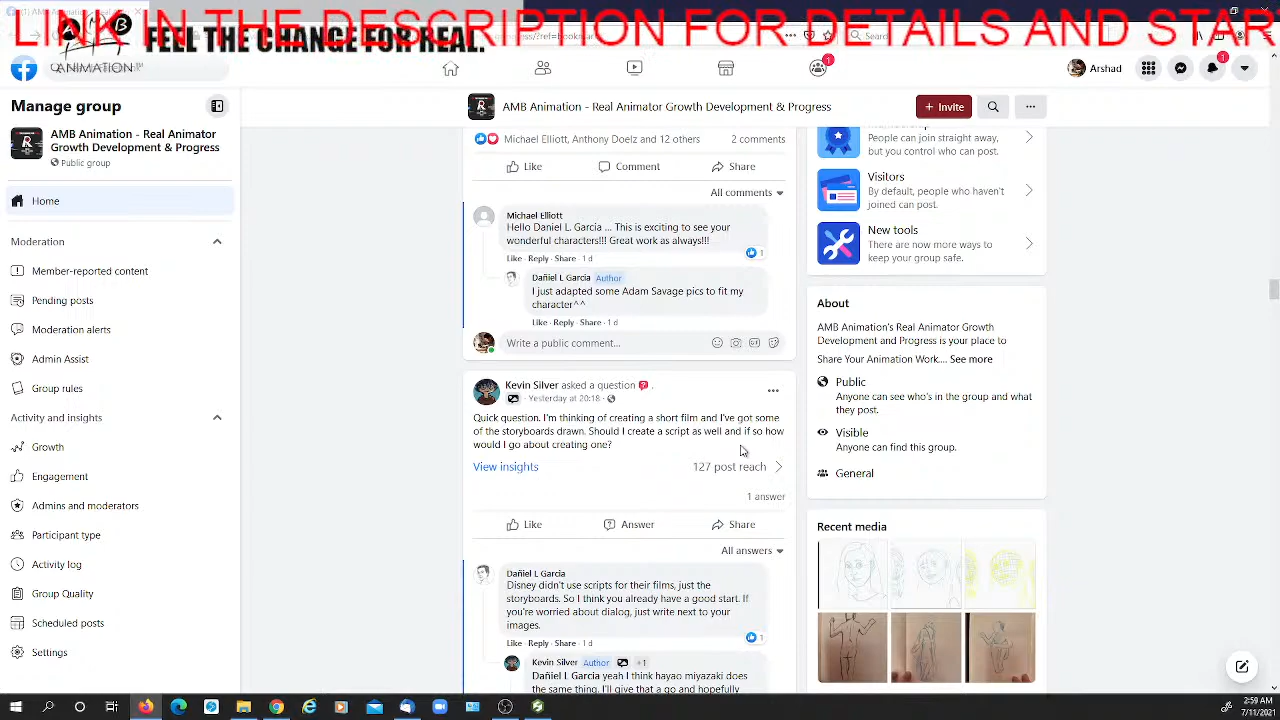 LINK IN THE DESCRIPTION FOR DETAILS AND START
AMB
ANIMATION
FELL THE CHANGE FOR REAL.
Search
Arshad
Manage group
AMB Animation - Real Animator
Growth Development & Progress
Public group
Home
Moderation
Member-reported content
Pending posts
Moderation alerts
Admin Assist
Group rules
Activity and insights
Growth
Engagement
Admins and moderators
Participant type
Activity log
Group Quality
Scheduled posts
Settings
AMB Animation - Real Animator Growth Development & Progress
+ Invite
Michael Elliott, Anthony Doelz and 12 others
2 comments
Like
Comment
Share
All comments
Michael Elliott
Hello Daniel L. Garcia ... This is exciting to see your
wonderful characters!!! Great work as always!!!
1
Like · Reply · Share · 1 d
Dañiel L Garcia Author
I just adapted some Adam Savage pics to fit my
character^^
Like · Reply · Share · 1 d
Write a public comment...
Kevin Silver asked a question .
Yesterday at 20:18 ·
Quick question. I'm thinking of creating a short film and I've got some
of the storyboards drawn. Should I create a script as well and if so how
would I go about creating one?
View insights
127 post reach
1 answer
Like
Answer
Share
All answers
Dañiel L Garcia
Disney didn't use scripts for their films, just the
storyboards. So I think you already have a good start. If
you're worried about dialog, just write next to your
images.
1
Like · Reply · Share · 1 d
Kevin Silver Author +1
Dañiel L Garcia yeah I think hayao miyazaki does
the same thing. I'll give that a go and hopefully
People can join straight away,
but you control who can post.
Visitors
By default, people who haven't
joined can post.
New tools
There are now more ways to
keep your group safe.
About
AMB Animation's Real Animator Growth
Development and Progress is your place to
Share Your Animation Work.... See more
Public
Anyone can see who's in the group and what
they post.
Visible
Anyone can find this group.
General
Recent media
2:59 AM
7/11/2021